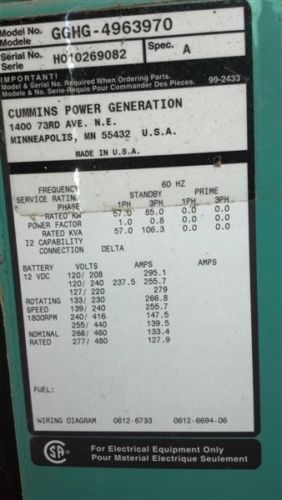 Model No. GGHG-4963970
Modele
Serial No. H010269082 Spec. A
Serie
IMPORTANT!
Model & Serial No. Required When Ordering Parts. 99-2433
Modele & No. Serie Requis Pour Commander Des Pieces.
CUMMINS POWER GENERATION
1400 73RD AVE. N.E.
MINNEAPOLIS, MN 55432 U.S.A.
MADE IN U.S.A.
FREQUENCY 60 HZ
SERVICE RATING STANDBY PRIME
PHASE 1PH 3PH 1PH 3PH
RATED KW 57.0 85.0 0.0 0.0
POWER FACTOR 1.0 0.8 0.0 0.0
RATED KVA 57.0 106.3 0.0 0.0
I2 CAPABILITY
CONNECTION DELTA
BATTERY VOLTS AMPS AMPS
12 VDC 120/ 208 295.1
120/ 240 237.5 255.7
127/ 220 279
ROTATING 133/ 230 266.8
SPEED 139/ 240 255.7
1800RPM 240/ 416 147.5
255/ 440 139.5
NOMINAL 266/ 460 133.4
RATED 277/ 480 127.9
FUEL:
WIRING DIAGRAM 0612-6733 0612-6694-06
CSA For Electrical Equipment Only
Pour Material Electrique Seulement